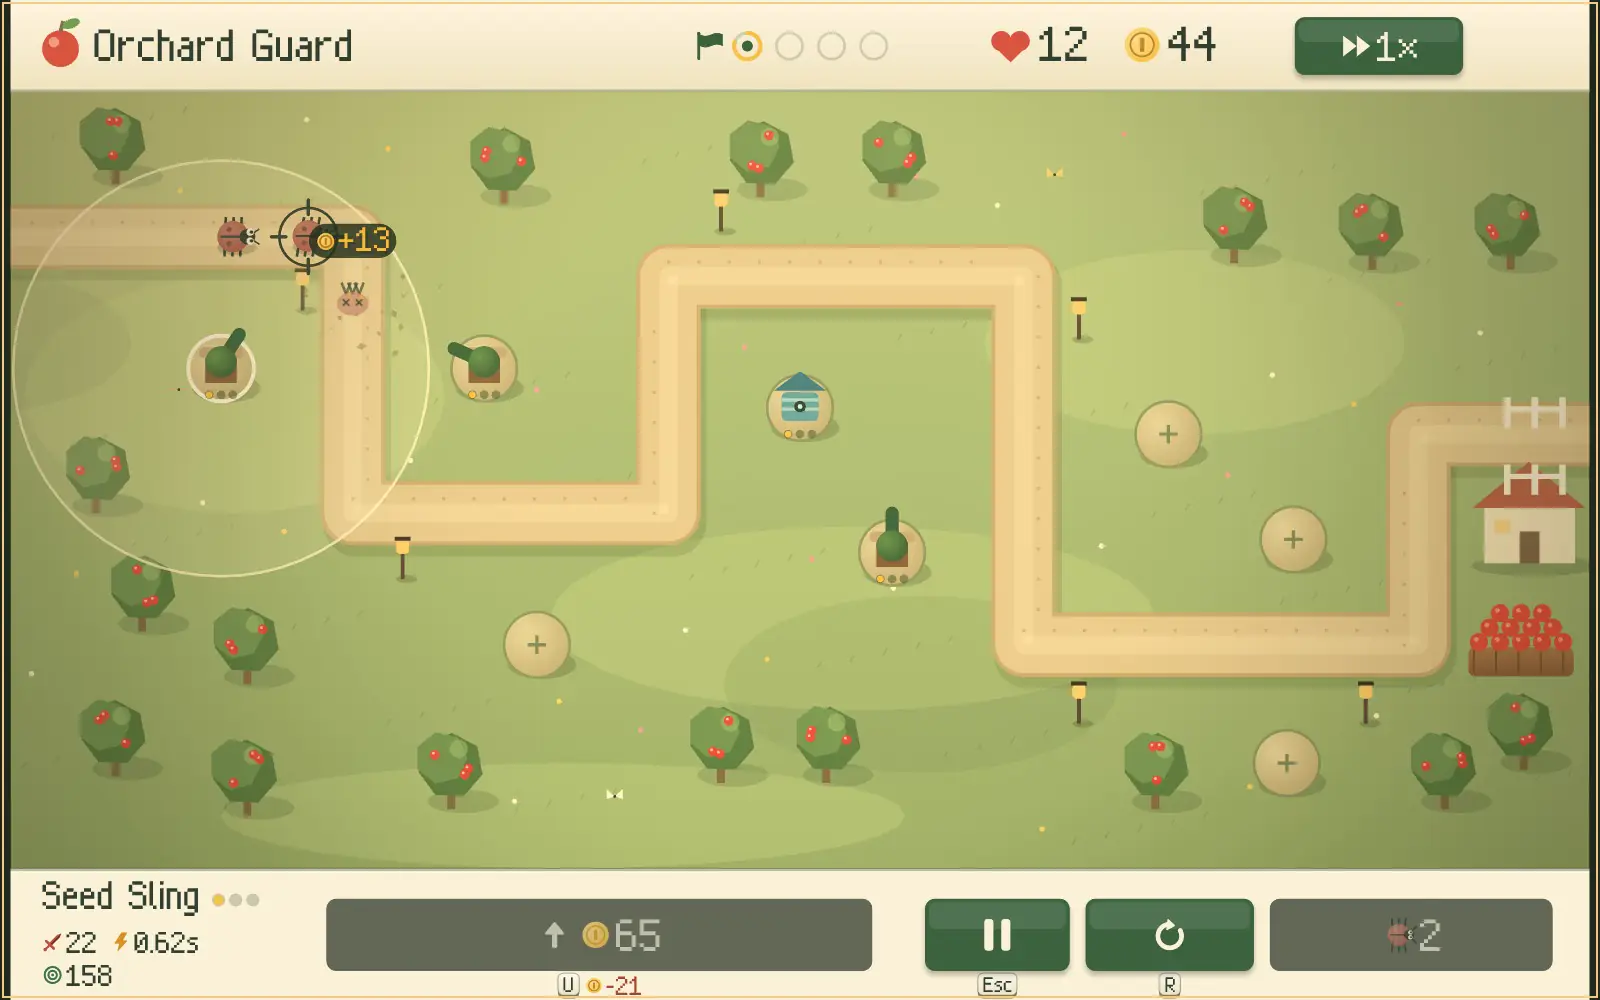 Orchard Guard
12
44
1x
+13
Seed Sling
22
0.62s
158
65
U
-21
Esc
R
2